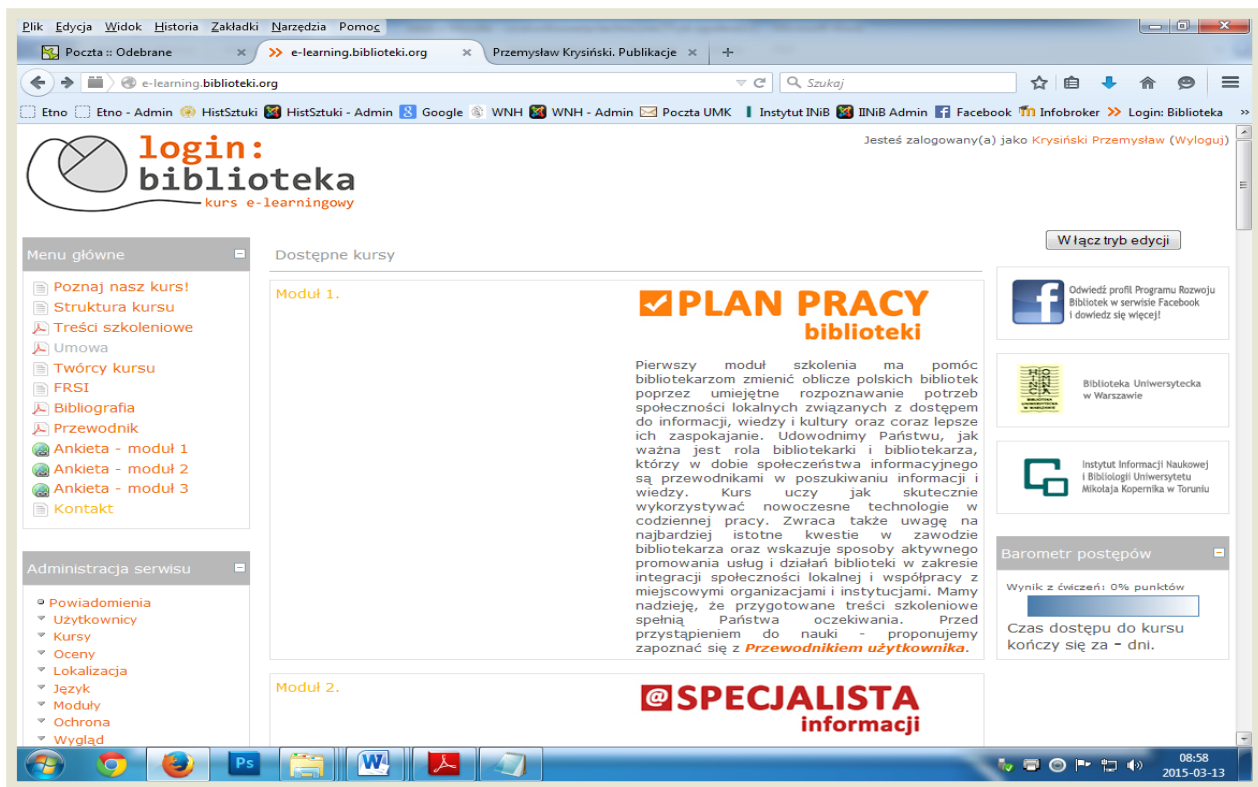 Plik Edycja Widok Historia Zakładki Narzędzia Pomoc
Poczta :: Odebrane × e-learning.biblioteki.org × Przemysław Krysiński. Publikacje × +
e-learning.biblioteki.org Szukaj
Etno Etno - Admin HistSztuki HistSztuki - Admin Google WNH WNH - Admin Poczta UMK Instytut INiB IINiB Admin Facebook Infobroker Login: Biblioteka »
login:
biblioteka
kurs e-learningowy
Jesteś zalogowany(a) jako Krysiński Przemysław (Wyloguj)
Włącz tryb edycji
Menu główne
Poznaj nasz kurs!
Struktura kursu
Treści szkoleniowe
Umowa
Twórcy kursu
FRSI
Bibliografia
Przewodnik
Ankieta - moduł 1
Ankieta - moduł 2
Ankieta - moduł 3
Kontakt
Administracja serwisu
Powiadomienia
Użytkownicy
Kursy
Oceny
Lokalizacja
Język
Moduły
Ochrona
Wygląd
Dostępne kursy
Moduł 1.
PLAN PRACY
biblioteki
Pierwszy moduł szkolenia ma pomóc
bibliotekarzom zmienić oblicze polskich bibliotek
poprzez umiejętne rozpoznawanie potrzeb
społeczności lokalnych związanych z dostępem
do informacji, wiedzy i kultury oraz coraz lepsze
ich zaspokajanie. Udowodnimy Państwu, jak
ważna jest rola bibliotekarki i bibliotekarza,
którzy w dobie społeczeństwa informacyjnego
są przewodnikami w poszukiwaniu informacji i
wiedzy. Kurs uczy jak skutecznie
wykorzystywać nowoczesne technologie w
codziennej pracy. Zwraca także uwagę na
najbardziej istotne kwestie w zawodzie
bibliotekarza oraz wskazuje sposoby aktywnego
promowania usług i działań biblioteki w zakresie
integracji społeczności lokalnej i współpracy z
miejscowymi organizacjami i instytucjami. Mamy
nadzieję, że przygotowane treści szkoleniowe
spełnią Państwa oczekiwania. Przed
przystąpieniem do nauki - proponujemy
zapoznać się z Przewodnikiem użytkownika.
Moduł 2.
@ SPECJALISTA
informacji
Odwiedź profil Programu Rozwoju
Bibliotek w serwisie Facebook
i dowiedz się więcej!
Biblioteka Uniwersytecka
w Warszawie
Instytut Informacji Naukowej
i Bibliologii Uniwersytetu
Mikołaja Kopernika w Toruniu
Barometr postępów
Wynik z ćwiczeń: 0% punktów
Czas dostępu do kursu
kończy się za - dni.
Ps W
08:58
2015-03-13